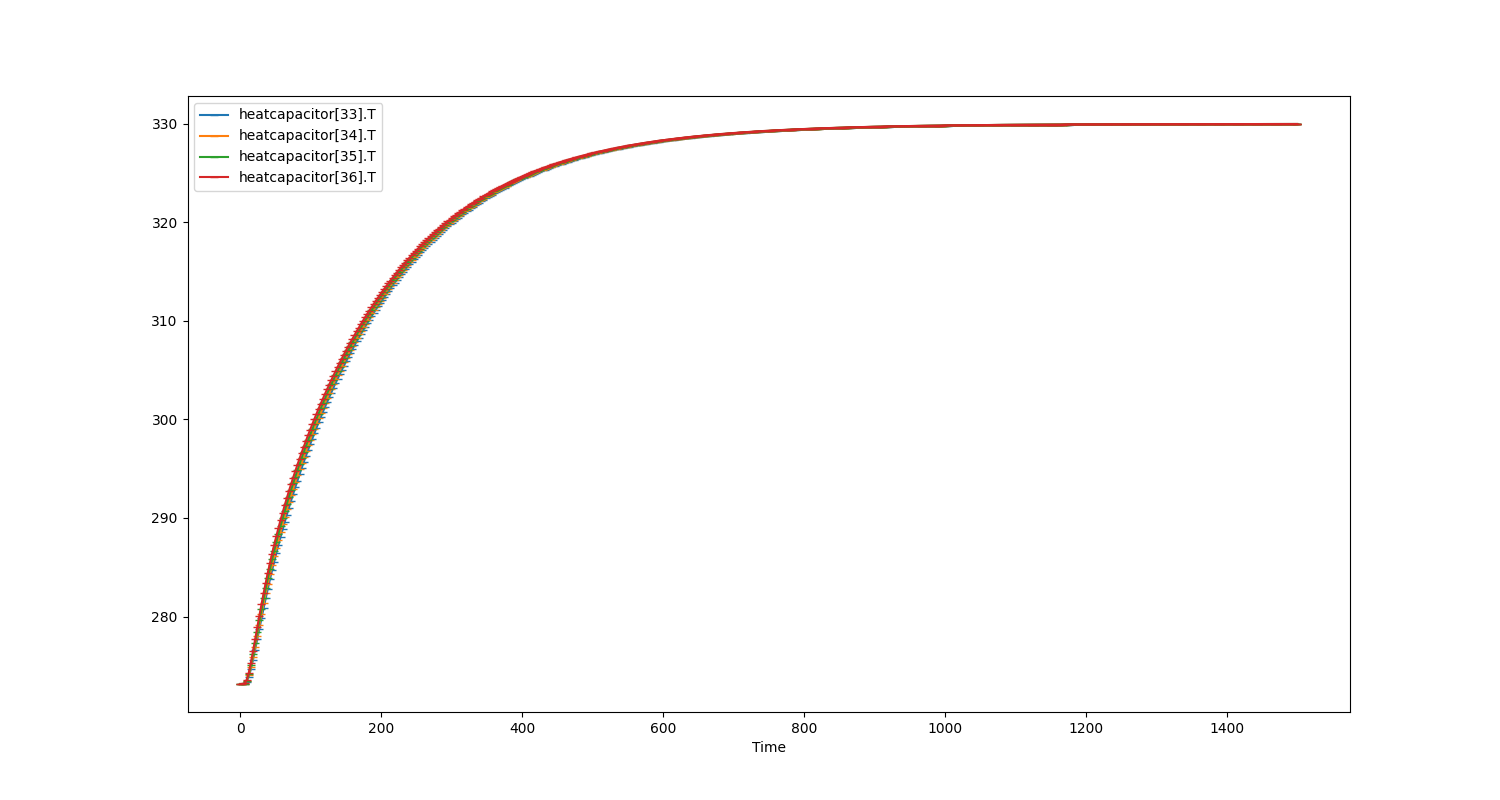 heatcapacitor[33].T
heatcapacitor[34].T
heatcapacitor[35].T
heatcapacitor[36].T
330
320
310
300
290
280
0 200 400 600 800 1000 1200 1400
Time